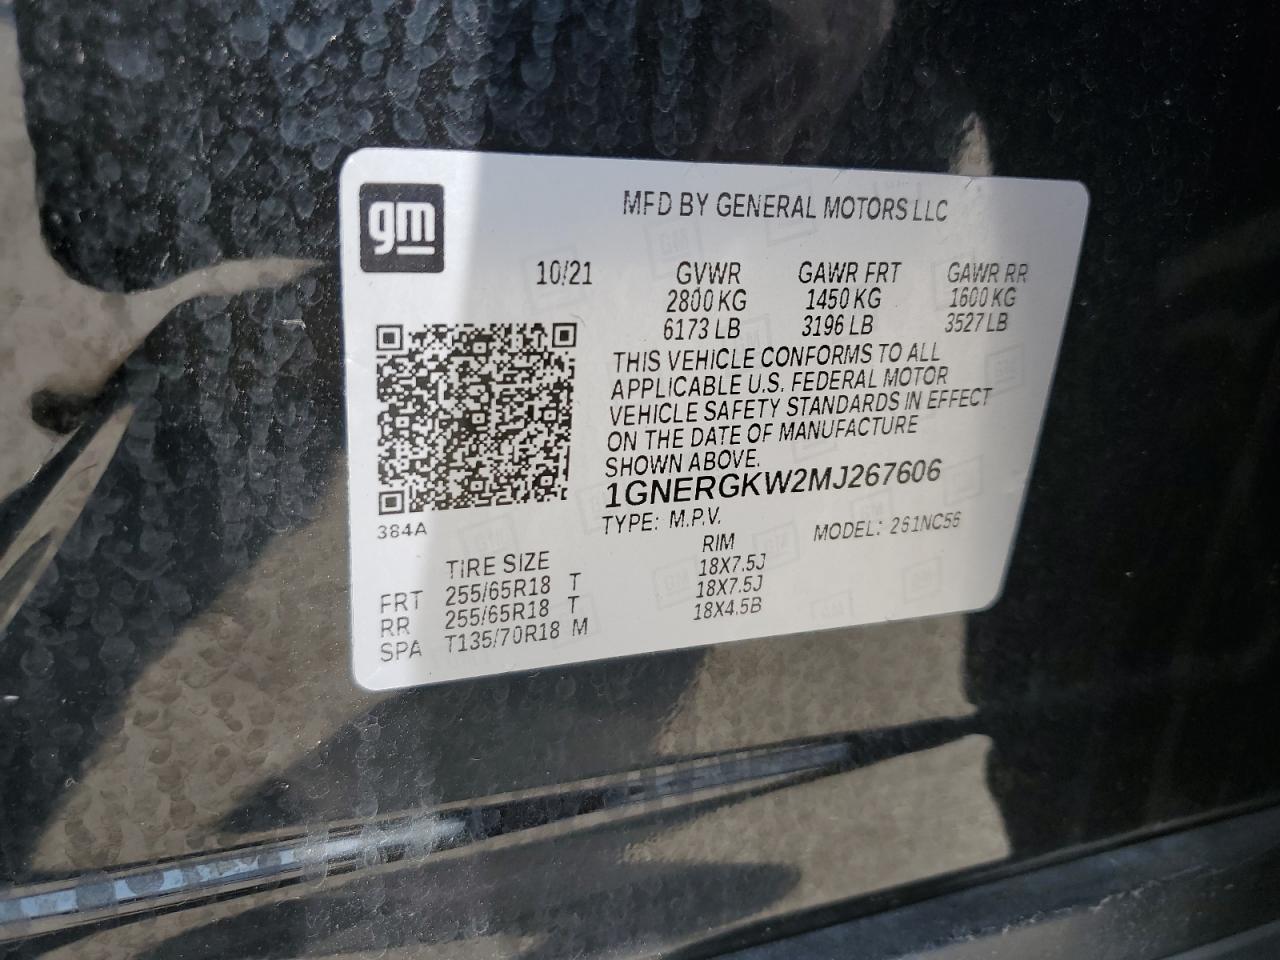 gm
MFD BY GENERAL MOTORS LLC
10/21 GVWR GAWR FRT GAWR RR
2800 KG 1450 KG 1600 KG
6173 LB 3196 LB 3527 LB
THIS VEHICLE CONFORMS TO ALL
APPLICABLE U.S. FEDERAL MOTOR
VEHICLE SAFETY STANDARDS IN EFFECT
ON THE DATE OF MANUFACTURE
SHOWN ABOVE.
1GNERGKW2MJ267606
384A
TYPE: M.P.V. MODEL: 261NC56
TIRE SIZE RIM
FRT 255/65R18 T 18X7.5J
RR 255/65R18 T 18X7.5J
SPA T135/70R18 M 18X4.5B